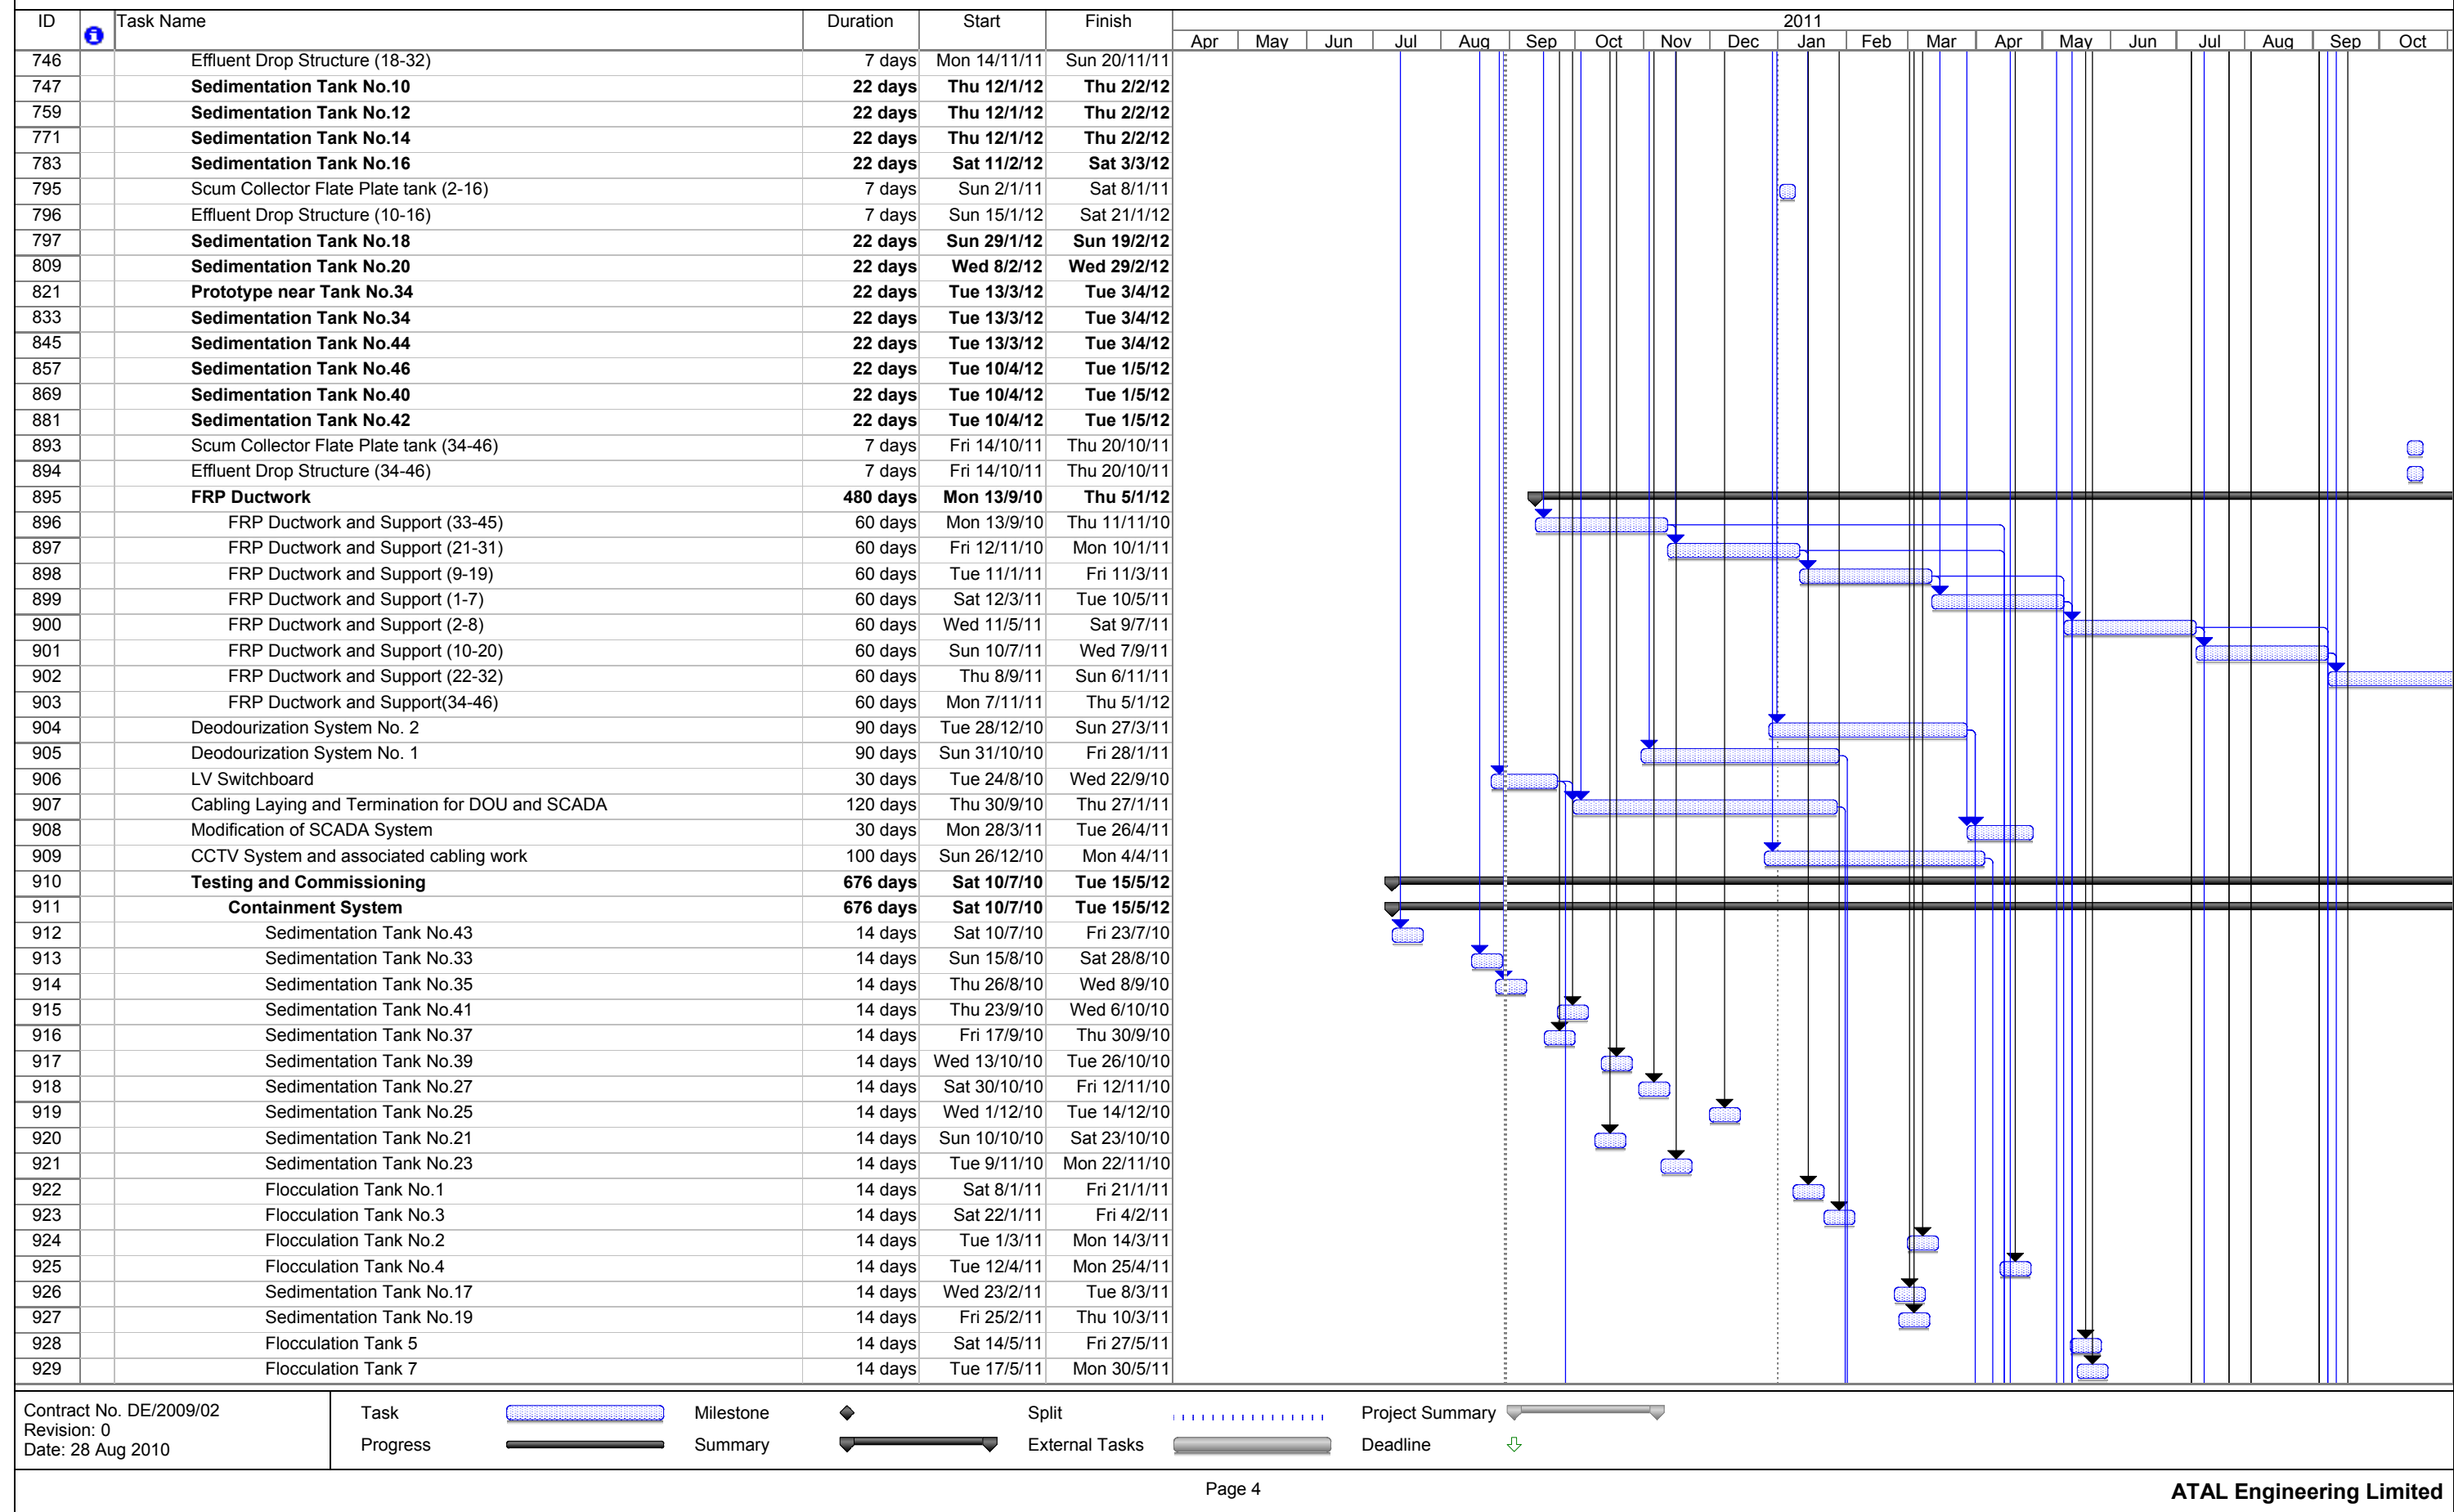 ID Task Name Duration Start Finish 2011
Apr May Jun Jul Aug Sep Oct Nov Dec Jan Feb Mar Apr May Jun Jul Aug Sep Oct
746 Effluent Drop Structure (18-32) 7 days Mon 14/11/11 Sun 20/11/11
747 Sedimentation Tank No.10 22 days Thu 12/1/12 Thu 2/2/12
759 Sedimentation Tank No.12 22 days Thu 12/1/12 Thu 2/2/12
771 Sedimentation Tank No.14 22 days Thu 12/1/12 Thu 2/2/12
783 Sedimentation Tank No.16 22 days Sat 11/2/12 Sat 3/3/12
795 Scum Collector Flate Plate tank (2-16) 7 days Sun 2/1/11 Sat 8/1/11
796 Effluent Drop Structure (10-16) 7 days Sun 15/1/12 Sat 21/1/12
797 Sedimentation Tank No.18 22 days Sun 29/1/12 Sun 19/2/12
809 Sedimentation Tank No.20 22 days Wed 8/2/12 Wed 29/2/12
821 Prototype near Tank No.34 22 days Tue 13/3/12 Tue 3/4/12
833 Sedimentation Tank No.34 22 days Tue 13/3/12 Tue 3/4/12
845 Sedimentation Tank No.44 22 days Tue 13/3/12 Tue 3/4/12
857 Sedimentation Tank No.46 22 days Tue 10/4/12 Tue 1/5/12
869 Sedimentation Tank No.40 22 days Tue 10/4/12 Tue 1/5/12
881 Sedimentation Tank No.42 22 days Tue 10/4/12 Tue 1/5/12
893 Scum Collector Flate Plate tank (34-46) 7 days Fri 14/10/11 Thu 20/10/11
894 Effluent Drop Structure (34-46) 7 days Fri 14/10/11 Thu 20/10/11
895 FRP Ductwork 480 days Mon 13/9/10 Thu 5/1/12
896 FRP Ductwork and Support (33-45) 60 days Mon 13/9/10 Thu 11/11/10
897 FRP Ductwork and Support (21-31) 60 days Fri 12/11/10 Mon 10/1/11
898 FRP Ductwork and Support (9-19) 60 days Tue 11/1/11 Fri 11/3/11
899 FRP Ductwork and Support (1-7) 60 days Sat 12/3/11 Tue 10/5/11
900 FRP Ductwork and Support (2-8) 60 days Wed 11/5/11 Sat 9/7/11
901 FRP Ductwork and Support (10-20) 60 days Sun 10/7/11 Wed 7/9/11
902 FRP Ductwork and Support (22-32) 60 days Thu 8/9/11 Sun 6/11/11
903 FRP Ductwork and Support(34-46) 60 days Mon 7/11/11 Thu 5/1/12
904 Deodourization System No. 2 90 days Tue 28/12/10 Sun 27/3/11
905 Deodourization System No. 1 90 days Sun 31/10/10 Fri 28/1/11
906 LV Switchboard 30 days Tue 24/8/10 Wed 22/9/10
907 Cabling Laying and Termination for DOU and SCADA 120 days Thu 30/9/10 Thu 27/1/11
908 Modification of SCADA System 30 days Mon 28/3/11 Tue 26/4/11
909 CCTV System and associated cabling work 100 days Sun 26/12/10 Mon 4/4/11
910 Testing and Commissioning 676 days Sat 10/7/10 Tue 15/5/12
911 Containment System 676 days Sat 10/7/10 Tue 15/5/12
912 Sedimentation Tank No.43 14 days Sat 10/7/10 Fri 23/7/10
913 Sedimentation Tank No.33 14 days Sun 15/8/10 Sat 28/8/10
914 Sedimentation Tank No.35 14 days Thu 26/8/10 Wed 8/9/10
915 Sedimentation Tank No.41 14 days Thu 23/9/10 Wed 6/10/10
916 Sedimentation Tank No.37 14 days Fri 17/9/10 Thu 30/9/10
917 Sedimentation Tank No.39 14 days Wed 13/10/10 Tue 26/10/10
918 Sedimentation Tank No.27 14 days Sat 30/10/10 Fri 12/11/10
919 Sedimentation Tank No.25 14 days Wed 1/12/10 Tue 14/12/10
920 Sedimentation Tank No.21 14 days Sun 10/10/10 Sat 23/10/10
921 Sedimentation Tank No.23 14 days Tue 9/11/10 Mon 22/11/10
922 Flocculation Tank No.1 14 days Sat 8/1/11 Fri 21/1/11
923 Flocculation Tank No.3 14 days Sat 22/1/11 Fri 4/2/11
924 Flocculation Tank No.2 14 days Tue 1/3/11 Mon 14/3/11
925 Flocculation Tank No.4 14 days Tue 12/4/11 Mon 25/4/11
926 Sedimentation Tank No.17 14 days Wed 23/2/11 Tue 8/3/11
927 Sedimentation Tank No.19 14 days Fri 25/2/11 Thu 10/3/11
928 Flocculation Tank 5 14 days Sat 14/5/11 Fri 27/5/11
929 Flocculation Tank 7 14 days Tue 17/5/11 Mon 30/5/11
Contract No. DE/2009/02
Revision: 0
Date: 28 Aug 2010
Task Milestone Split Project Summary
Progress Summary External Tasks Deadline
Page 4
ATAL Engineering Limited